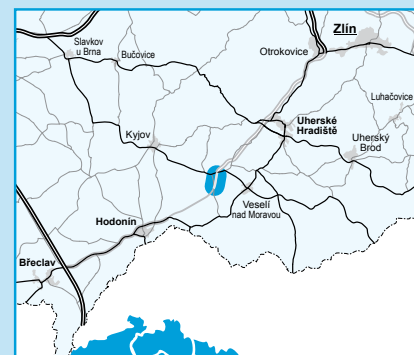 Zlín
Slavkov
u Brna
Bučovice
Otrokovice
Luhačovice
Uherské
Hradiště
Kyjov
Uherský
Brod
Veselí
nad Moravou
Hodonín
Břeclav